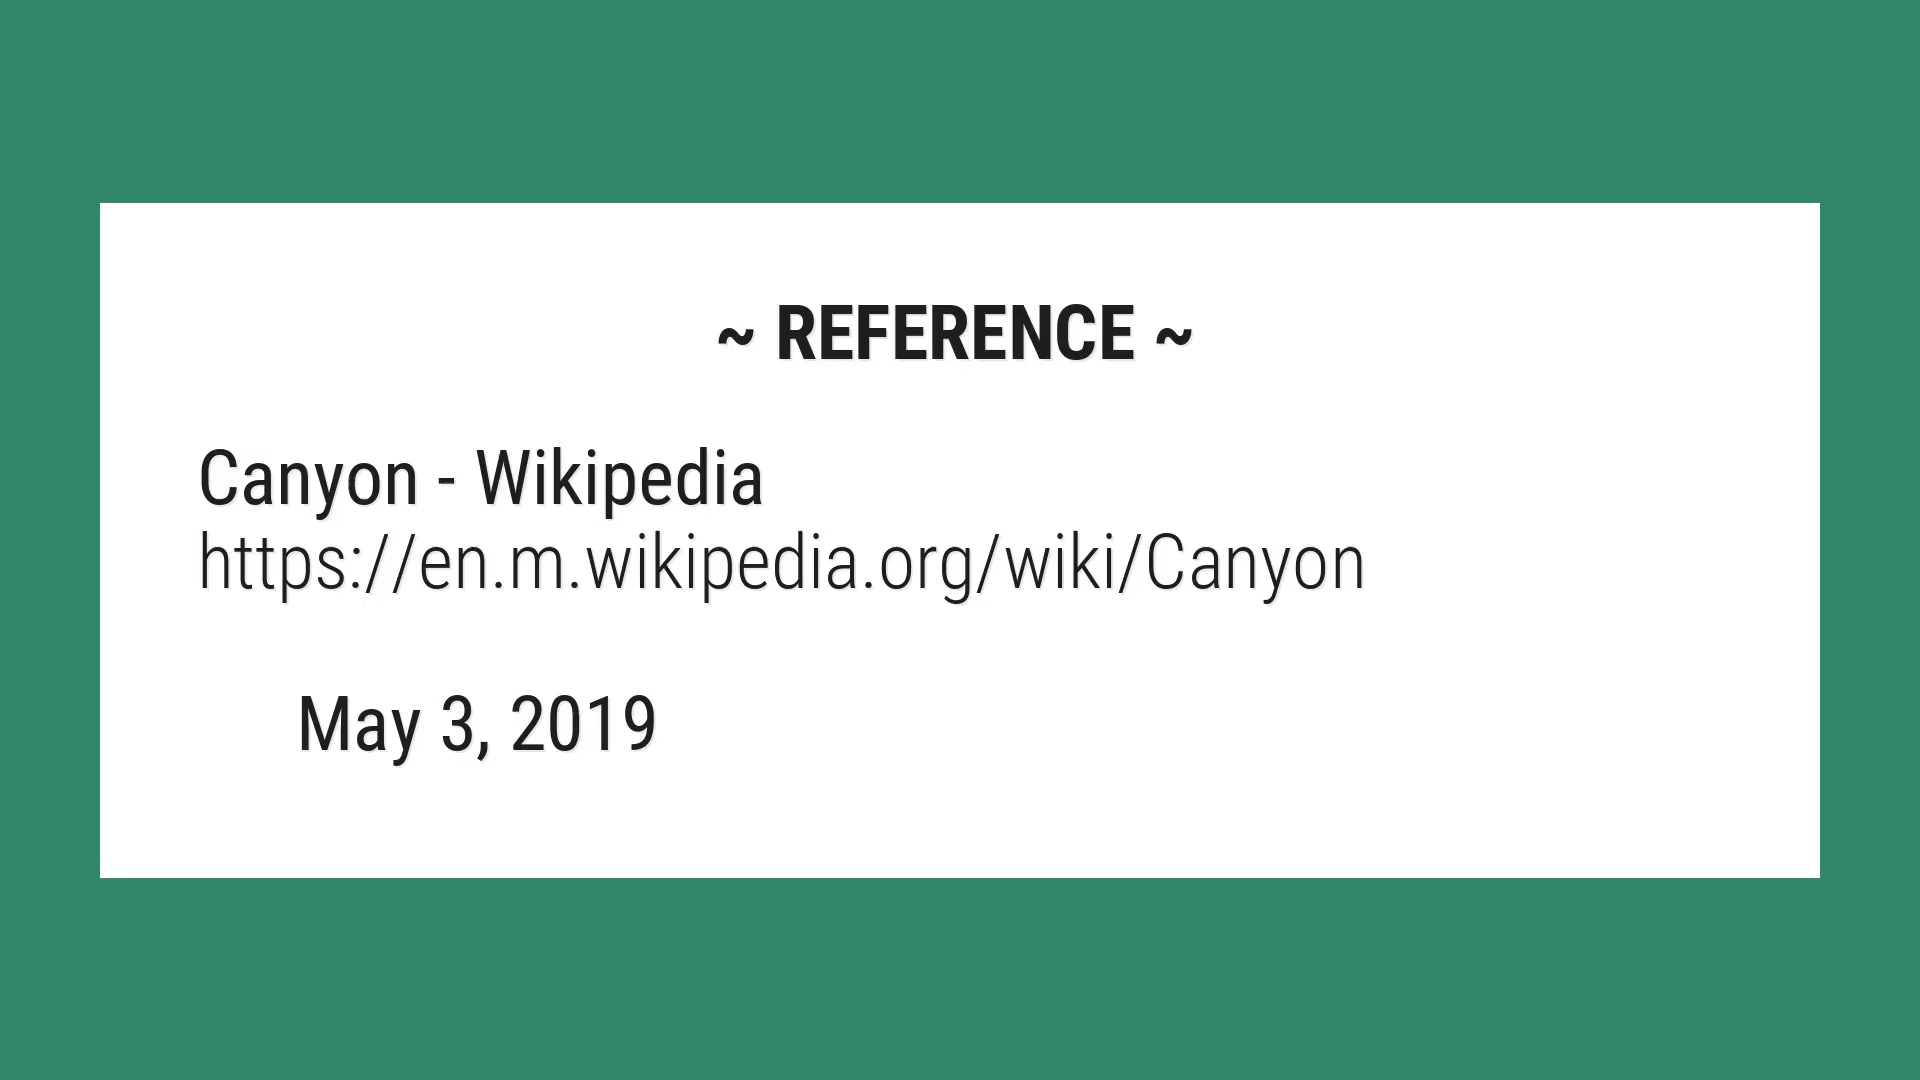 ~ REFERENCE ~
Canyon - Wikipedia
https://en.m.wikipedia.org/wiki/Canyon
May 3, 2019